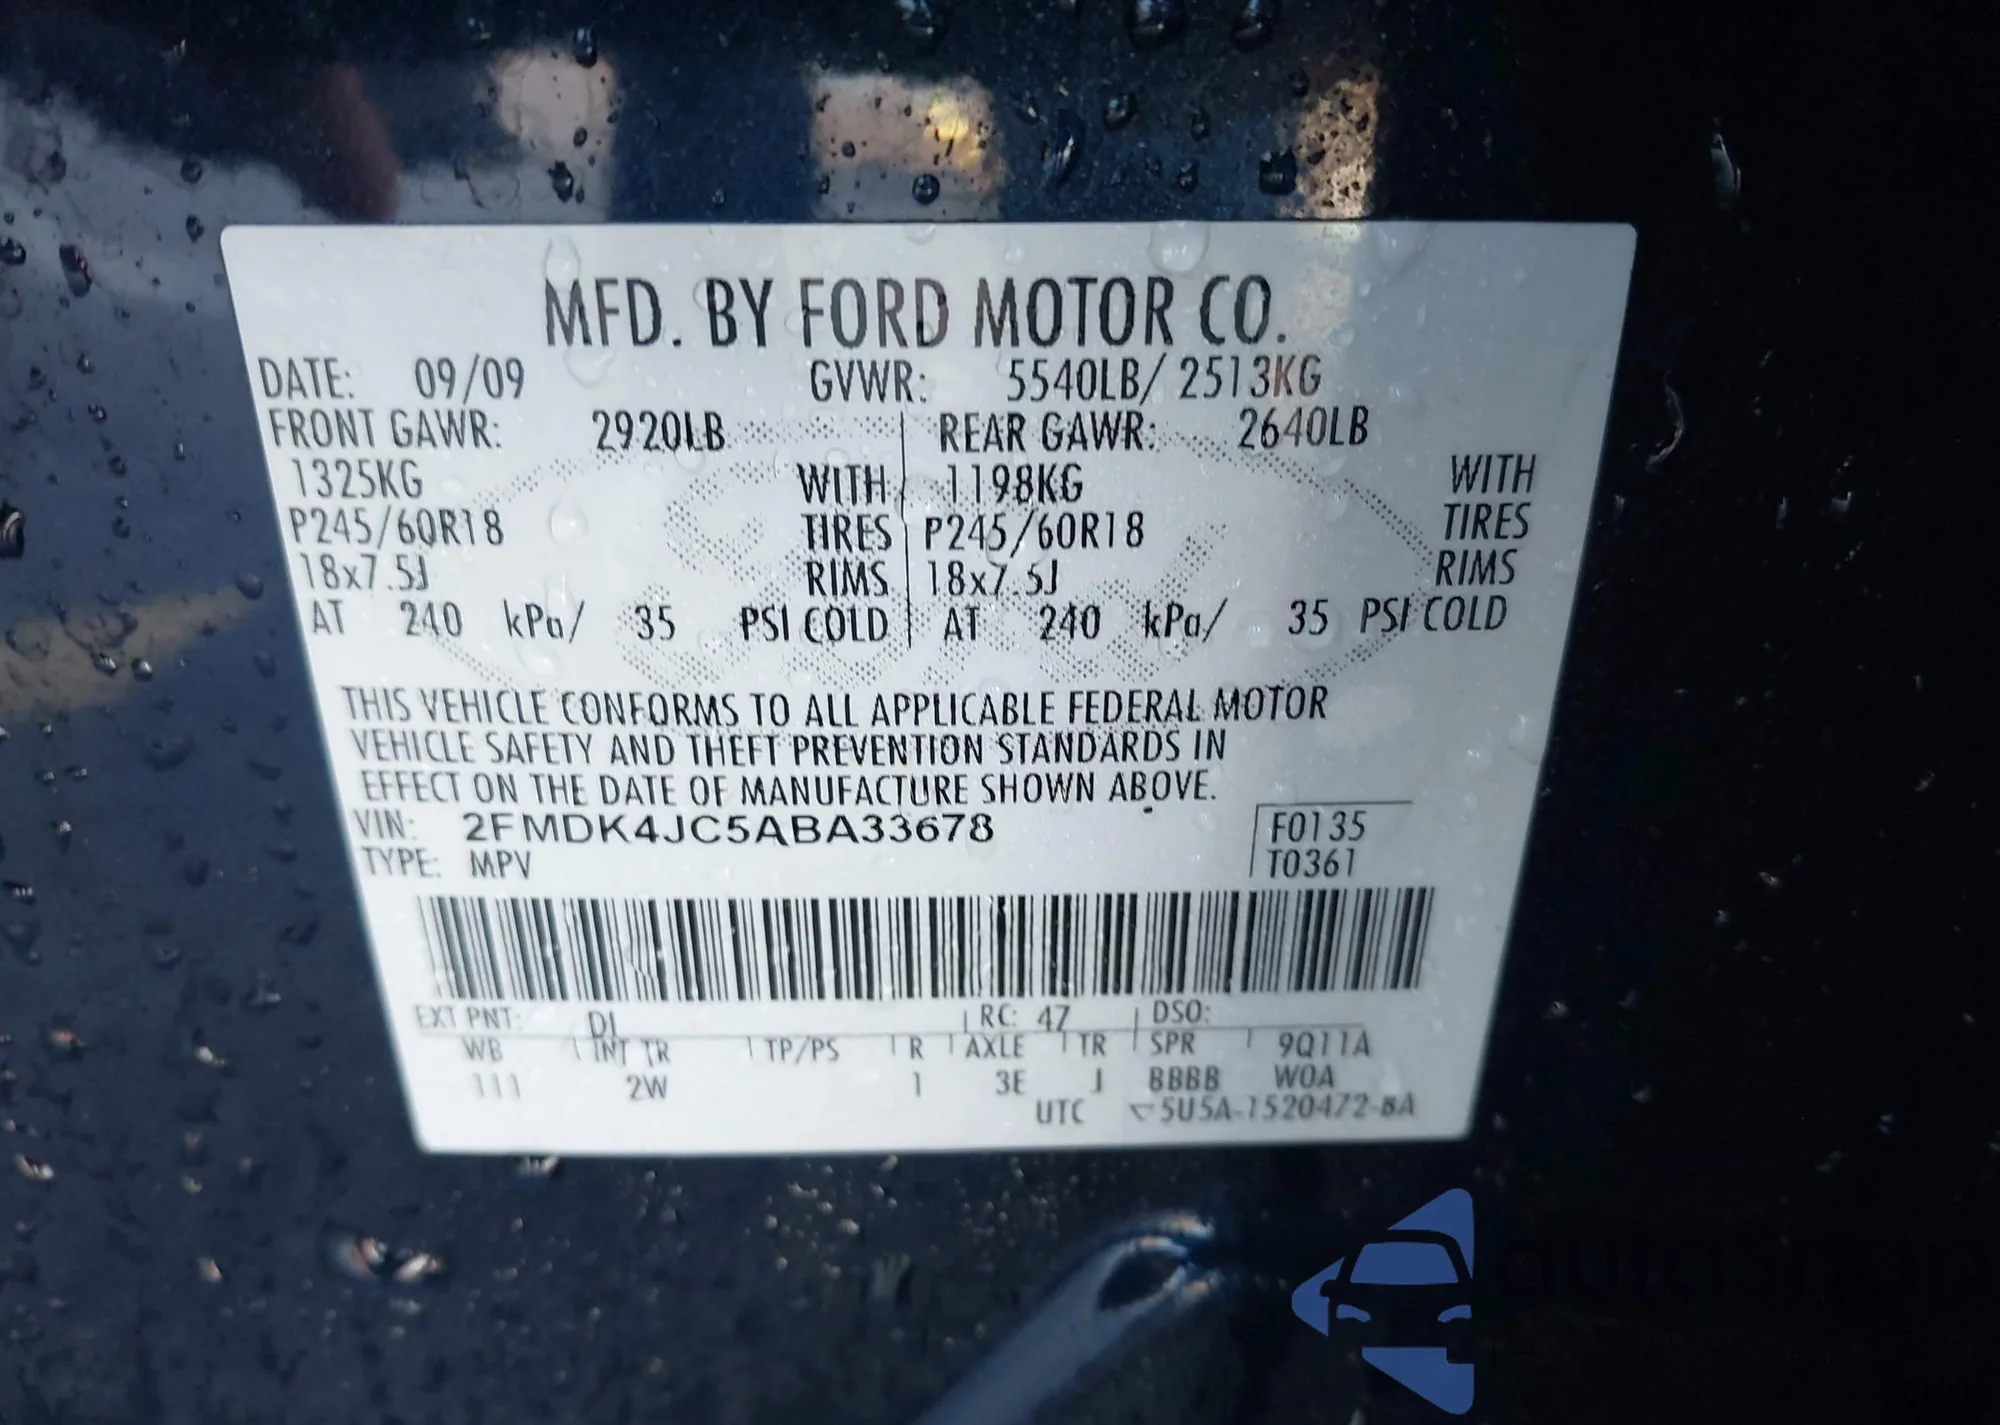 MFD. BY FORD MOTOR CO.
DATE: 09/09 GVWR: 5540LB/ 2513KG
FRONT GAWR: 2920LB REAR GAWR: 2640LB
1325KG WITH 1198KG WITH
P245/60R18 TIRES P245/60R18 TIRES
18x7.5J RIMS 18x7.5J RIMS
AT 240 kPa/ 35 PSI COLD AT 240 kPa/ 35 PSI COLD
THIS VEHICLE CONFORMS TO ALL APPLICABLE FEDERAL MOTOR
VEHICLE SAFETY AND THEFT PREVENTION STANDARDS IN
EFFECT ON THE DATE OF MANUFACTURE SHOWN ABOVE.
VIN: 2FMDK4JC5ABA33678 F0135
TYPE: MPV T0361
EXT PNT: DL RC: 47 DSO:
WB INT TR TP/PS R AXLE TR SPR 9Q11A
111 2W 1 3E J BBBB WOA
UTC 5U5A-1520472-BA